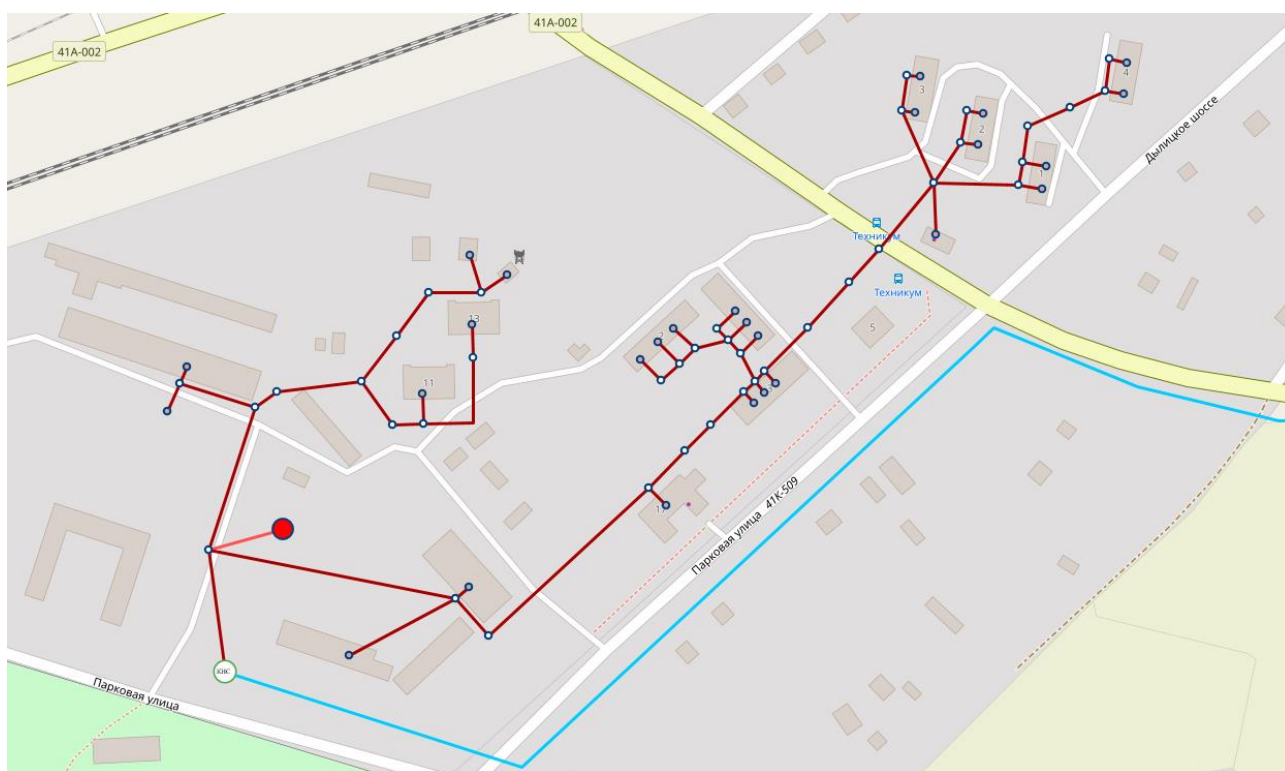 41А-002
41А-002
3
4
2
1
Дылицкое шоссе
Техникум
Техникум
5
13
11
Парковая улица 41К-509
КНС
Парковая улица